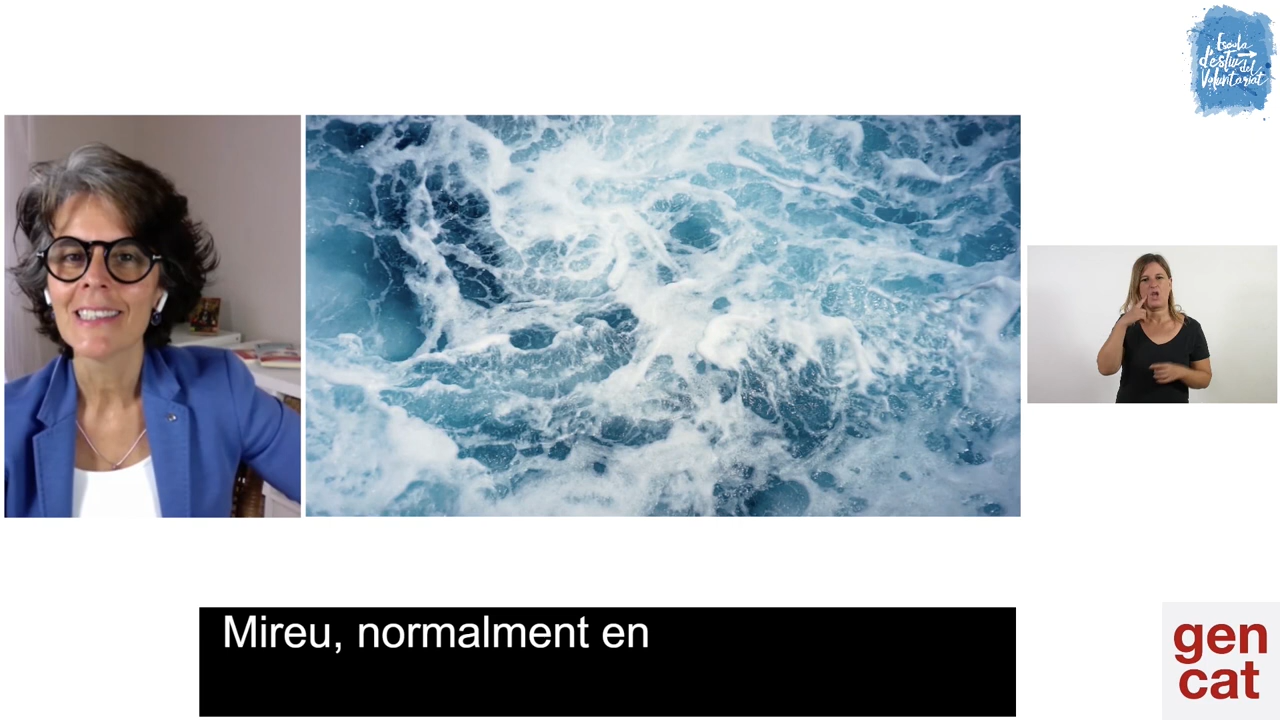 Escola
d'estiu del
Voluntariat
Mireu, normalment en
gen
cat